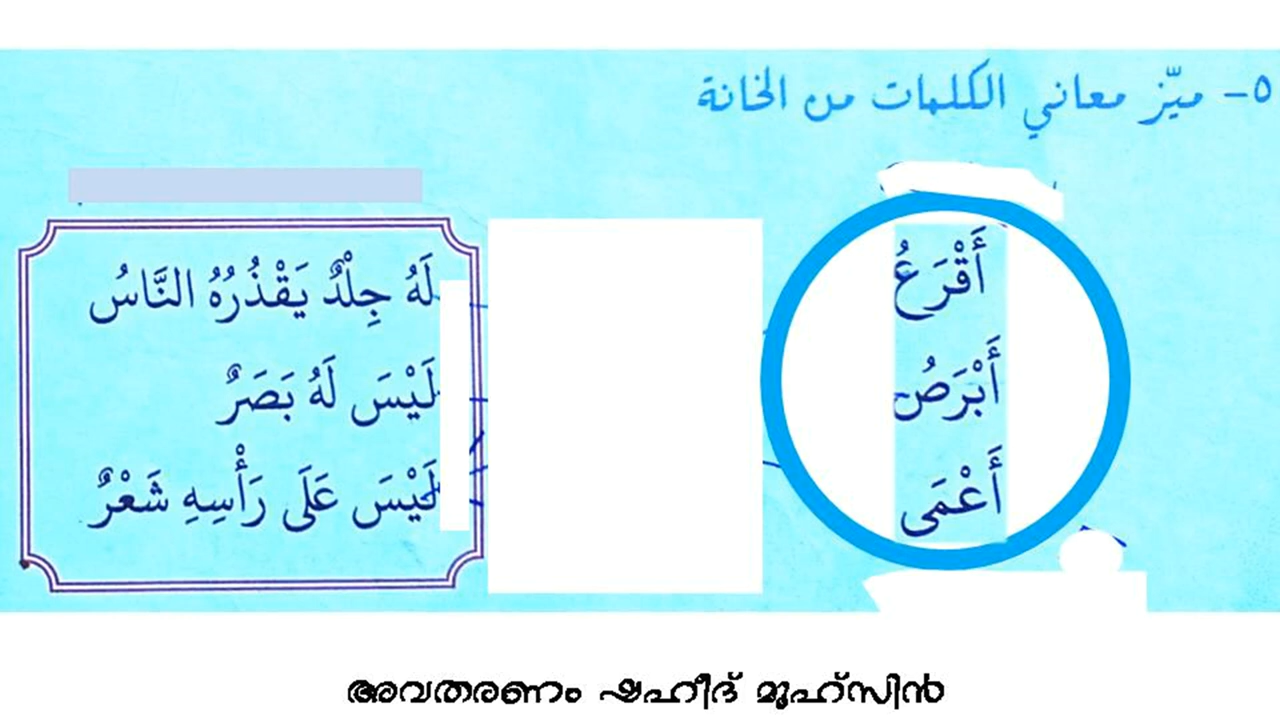 ٥- ميّز معاني الكلمات من الخانة
أَقْرَعُ
أَبْرَصُ
أَعْمَى
لَهُ جِلْدٌ يَقْذُرُهُ النَّاسُ
لَيْسَ لَهُ بَصَرٌ
لَيْسَ عَلَى رَأْسِهِ شَعْرٌ
അവതരണം ഷഹീദ് മുഹ്സിൻ